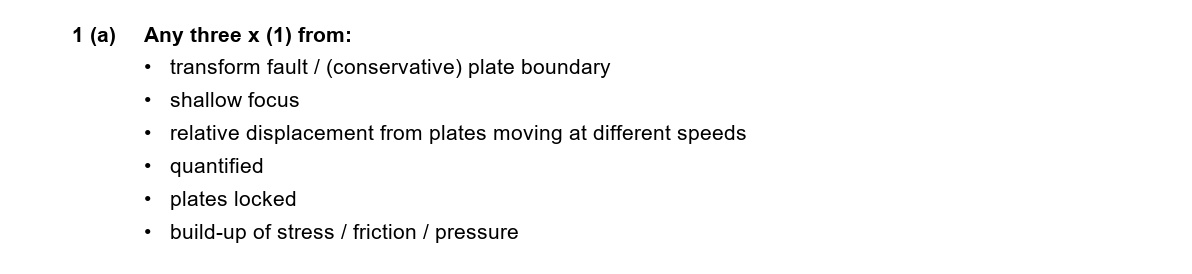 1 (a) Any three x (1) from:
• transform fault / (conservative) plate boundary
• shallow focus
• relative displacement from plates moving at different speeds
• quantified
• plates locked
• build-up of stress / friction / pressure